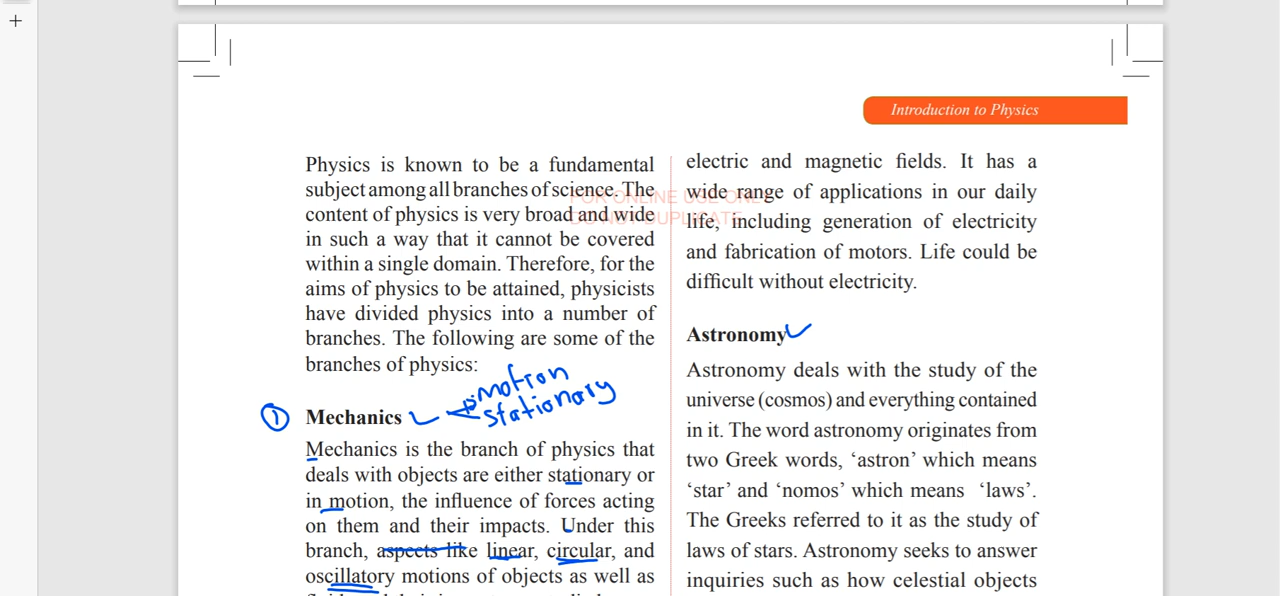 Introduction to Physics
Physics is known to be a fundamental
subject among all branches of science. The
content of physics is very broad and wide
in such a way that it cannot be covered
within a single domain. Therefore, for the
aims of physics to be attained, physicists
have divided physics into a number of
branches. The following are some of the
branches of physics:
motion
stationary
1 Mechanics
Mechanics is the branch of physics that
deals with objects are either stationary or
in motion, the influence of forces acting
on them and their impacts. Under this
branch, aspects like linear, circular, and
oscillatory motions of objects as well as
electric and magnetic fields. It has a
wide range of applications in our daily
life, including generation of electricity
and fabrication of motors. Life could be
difficult without electricity.
Astronomy
Astronomy deals with the study of the
universe (cosmos) and everything contained
in it. The word astronomy originates from
two Greek words, ‘astron’ which means
‘star’ and ‘nomos’ which means ‘laws’.
The Greeks referred to it as the study of
laws of stars. Astronomy seeks to answer
inquiries such as how celestial objects
FOR ONLINE USE ONLY
DO NOT DUPLICATE